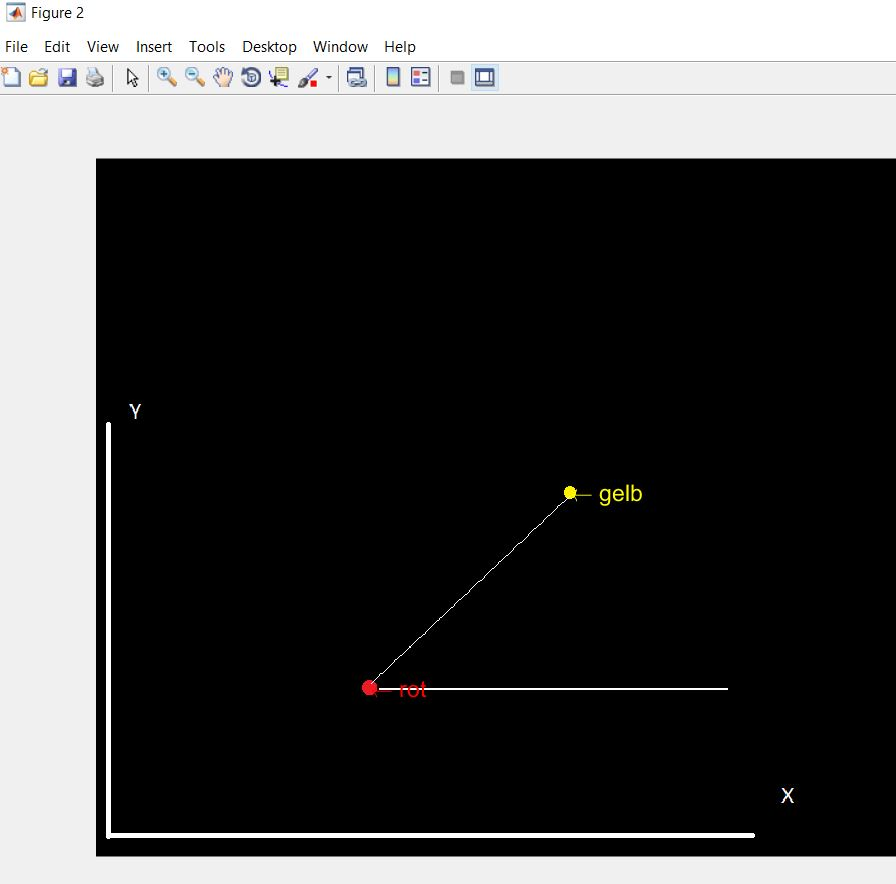 Figure 2
File Edit View Insert Tools Desktop Window Help
Y
← gelb
← rot
X